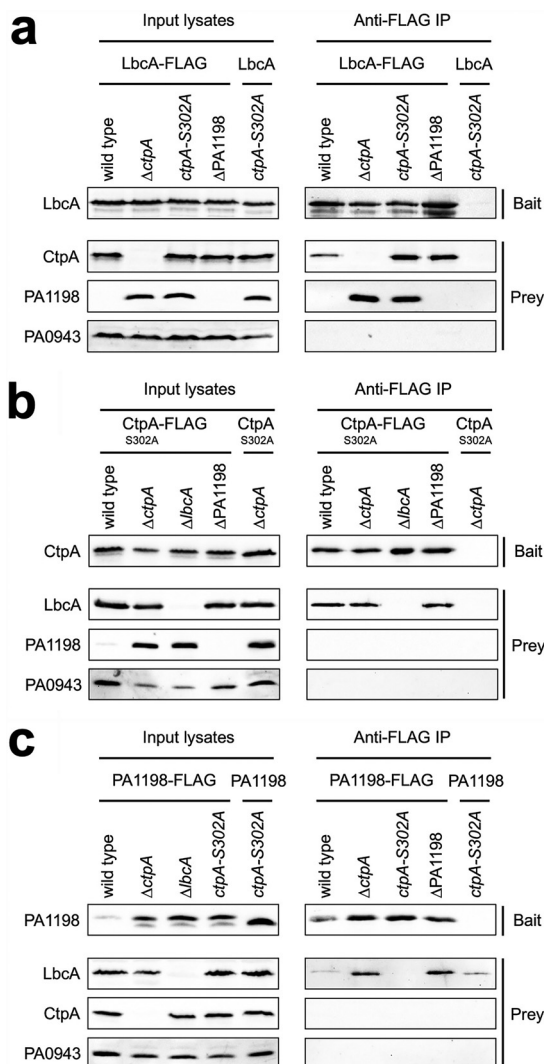 a
Input lysates
Anti-FLAG IP
LbcA-FLAG
LbcA
LbcA-FLAG
LbcA
wild type
ΔctpA
ctpA-S302A
ΔPA1198
ctpA-S302A
wild type
ΔctpA
ctpA-S302A
ΔPA1198
ctpA-S302A
LbcA
Bait
CtpA
PA1198
Prey
PA0943
b
Input lysates
Anti-FLAG IP
CtpA-FLAG
CtpA
CtpA-FLAG
CtpA
S302A
S302A
S302A
S302A
wild type
ΔctpA
ΔlbcA
ΔPA1198
ΔctpA
wild type
ΔctpA
ΔlbcA
ΔPA1198
ΔctpA
CtpA
Bait
LbcA
PA1198
Prey
PA0943
c
Input lysates
Anti-FLAG IP
PA1198-FLAG
PA1198
PA1198-FLAG
PA1198
wild type
ΔctpA
ΔlbcA
ctpA-S302A
ctpA-S302A
wild type
ΔctpA
ctpA-S302A
ΔPA1198
ctpA-S302A
PA1198
Bait
LbcA
CtpA
Prey
PA0943